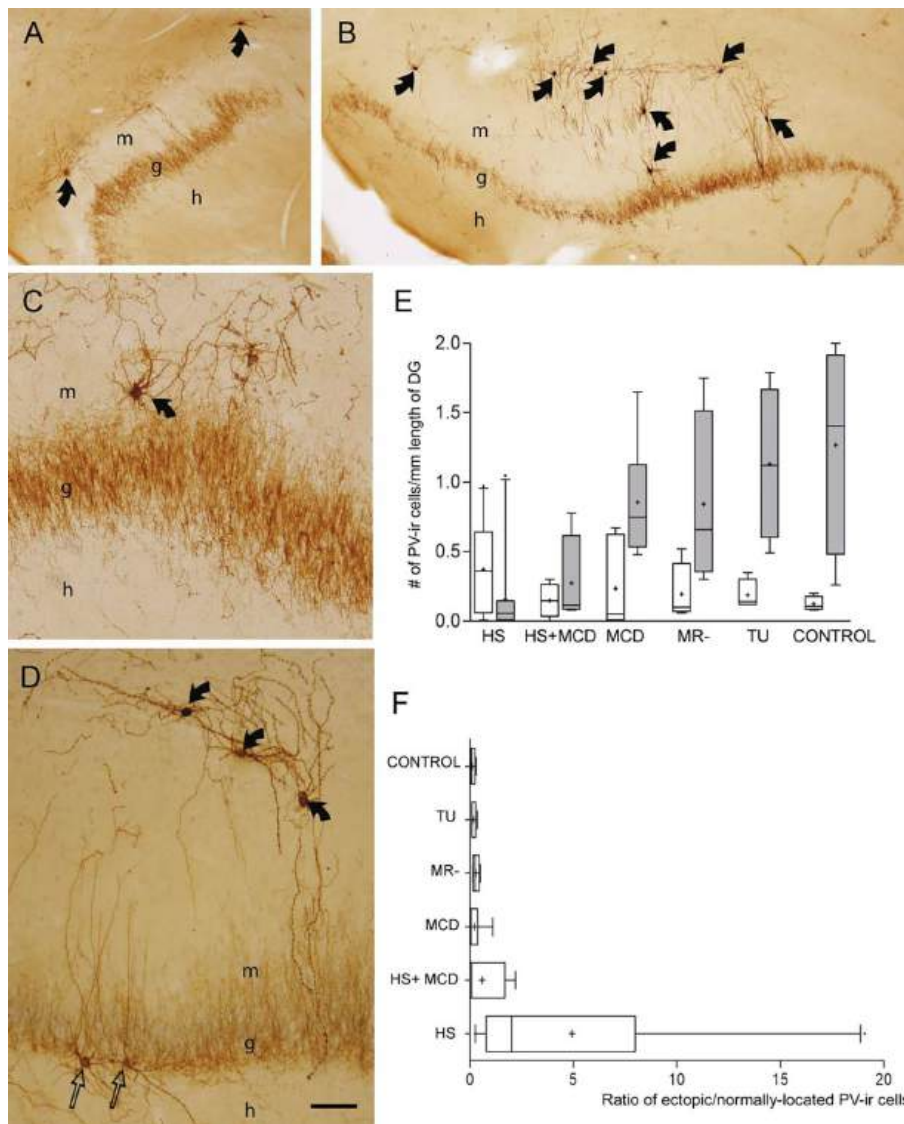 A
m
g
h
B
m
g
h
C
m
g
h
D
m
g
h
E
# of PV-ir cells/mm length of DG
2.0
1.5
1.0
0.5
0.0
HS HS+MCD MCD MR- TU CONTROL
F
CONTROL
TU
MR-
MCD
HS+ MCD
HS
0 5 10 15 20
Ratio of ectopic/normally-located PV-ir cells